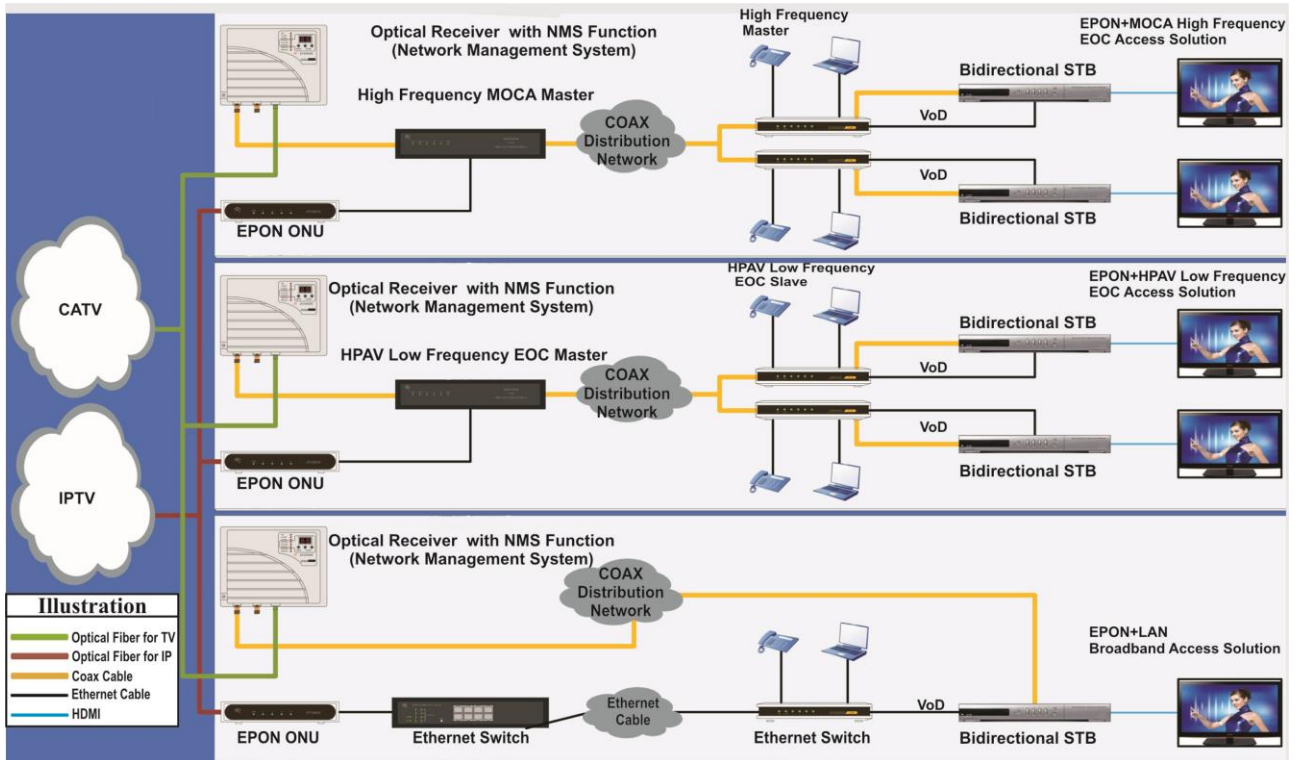 Optical Receiver with NMS Function
(Network Management System)
High Frequency
Master
EPON+MOCA High Frequency
EOC Access Solution
Bidirectional STB
High Frequency MOCA Master
COAX
Distribution
Network
VoD
VoD
Bidirectional STB
EPON ONU
HPAV Low Frequency
EOC Slave
EPON+HPAV Low Frequency
EOC Access Solution
Optical Receiver with NMS Function
(Network Management System)
Bidirectional STB
CATV
HPAV Low Frequency EOC Master
COAX
Distribution
Network
VoD
VoD
Bidirectional STB
EPON ONU
IPTV
Optical Receiver with NMS Function
(Network Management System)
COAX
Distribution
Network
EPON+LAN
Broadband Access Solution
Ethernet
Cable
VoD
EPON ONU
Ethernet Switch
Ethernet Switch
Bidirectional STB
Illustration
Optical Fiber for TV
Optical Fiber for IP
Coax Cable
Ethernet Cable
HDMI